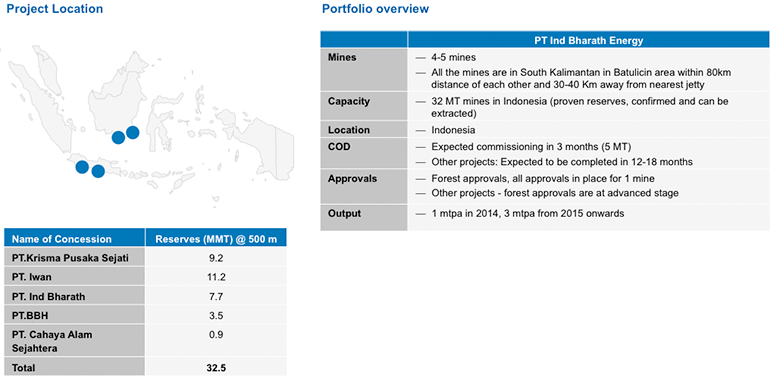 Project Location
Name of Concession Reserves (MMT) @ 500 m
PT.Krisma Pusaka Sejati 9.2
PT. Iwan 11.2
PT. Ind Bharath 7.7
PT.BBH 3.5
PT. Cahaya Alam
Sejahtera 0.9
Total 32.5
Portfolio overview
PT Ind Bharath Energy
Mines — 4-5 mines
— All the mines are in South Kalimantan in Batulicin area within 80km
distance of each other and 30-40 Km away from nearest jetty
Capacity — 32 MT mines in Indonesia (proven reserves, confirmed and can be
extracted)
Location — Indonesia
COD — Expected commissioning in 3 months (5 MT)
— Other projects: Expected to be completed in 12-18 months
Approvals — Forest approvals, all approvals in place for 1 mine
— Other projects - forest approvals are at advanced stage
Output — 1 mtpa in 2014, 3 mtpa from 2015 onwards